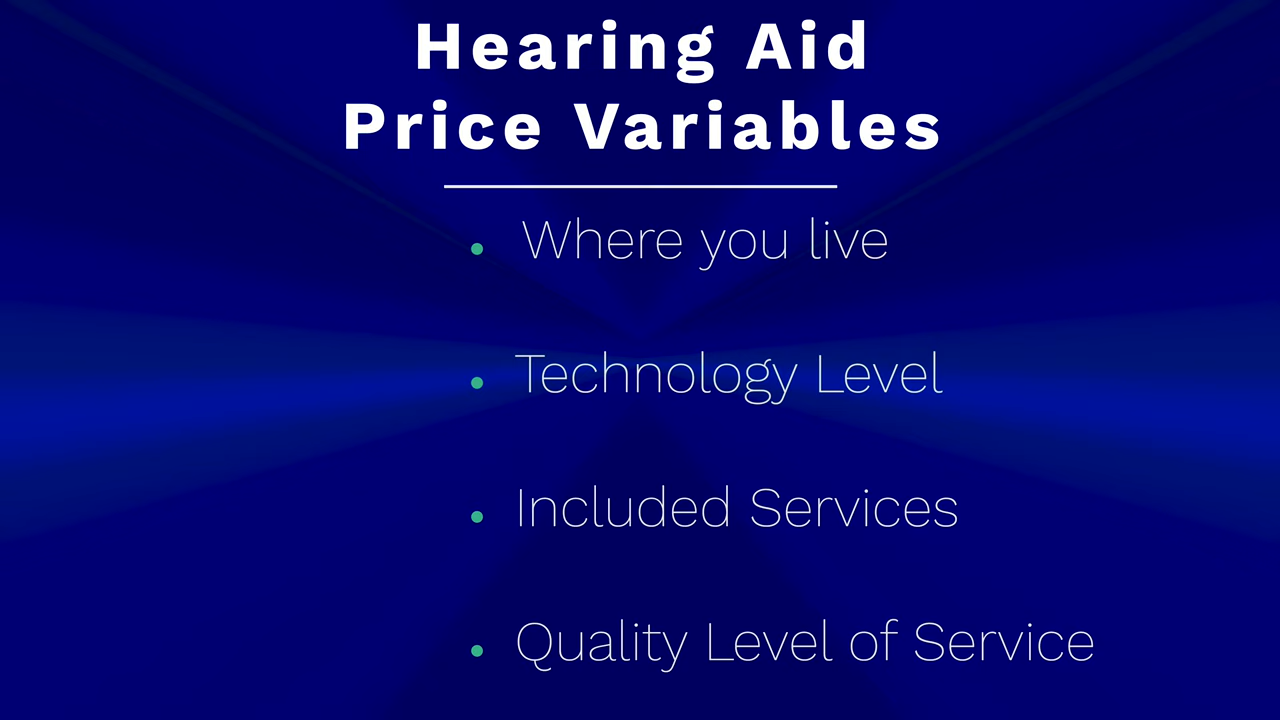 Hearing Aid
Price Variables
• Where you live
• Technology Level
• Included Services
• Quality Level of Service